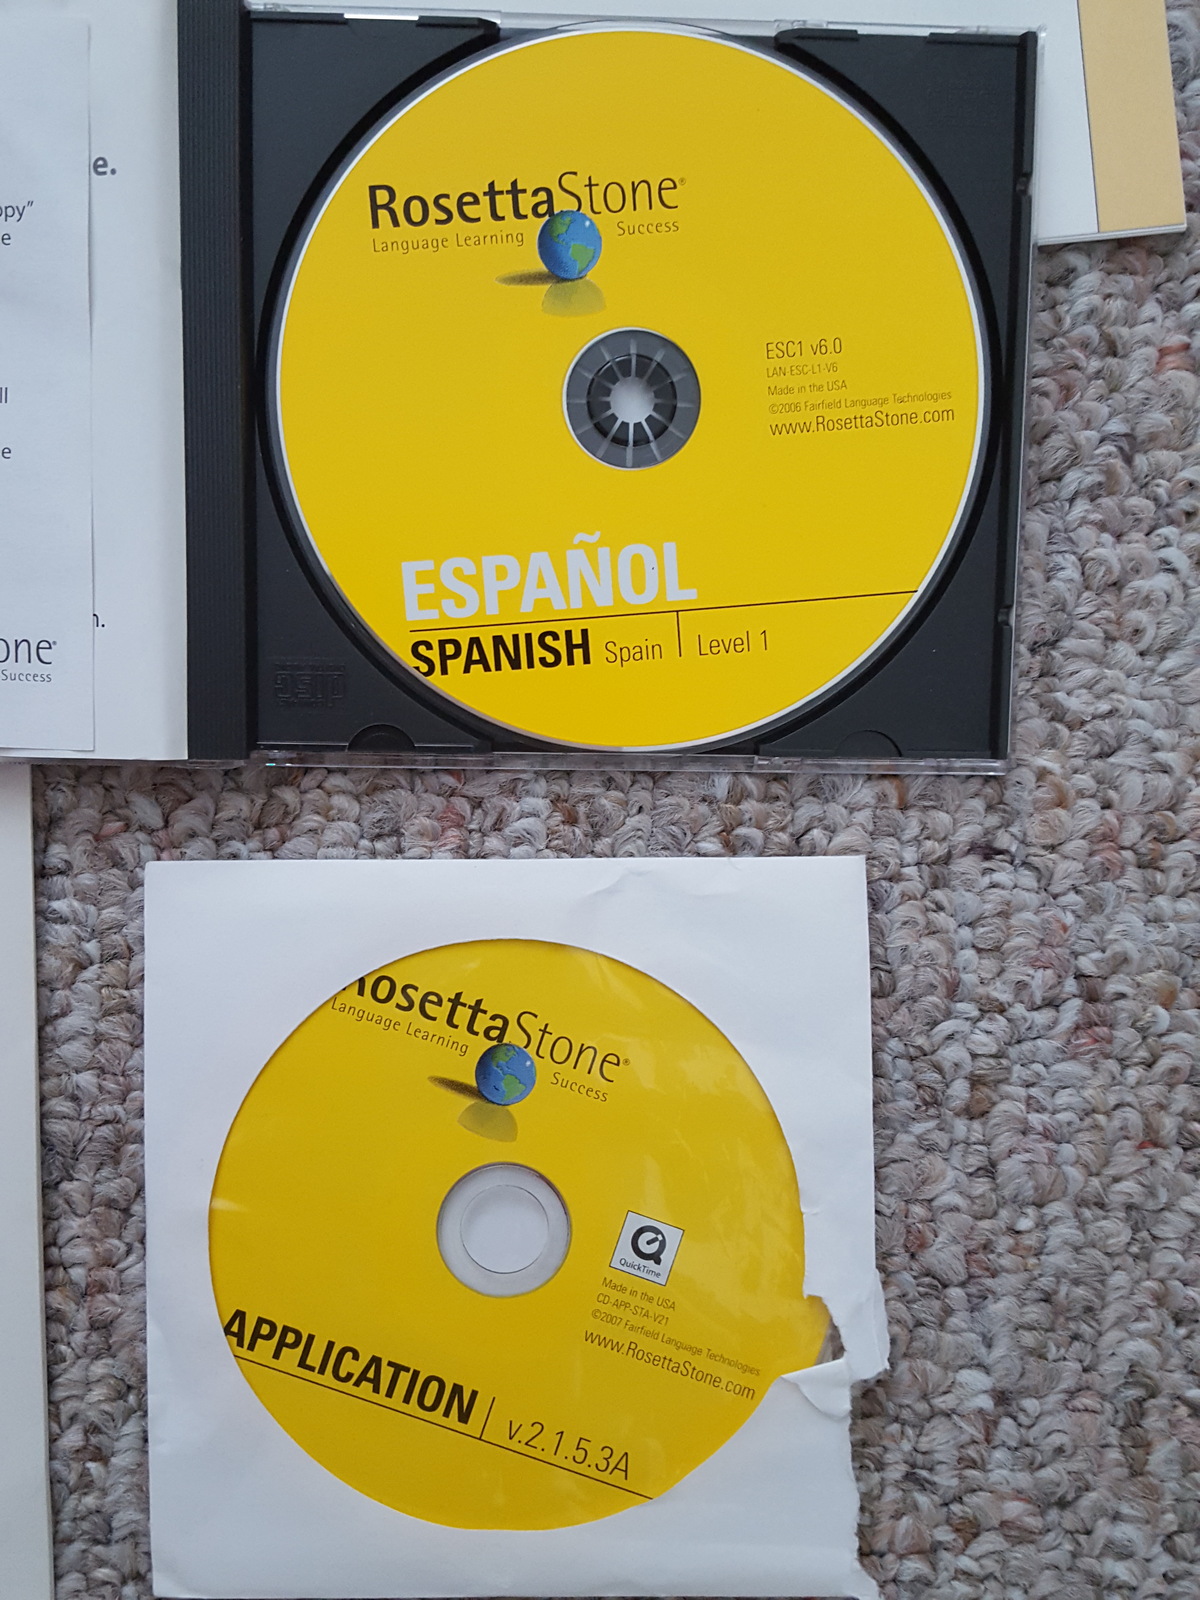 e.
opy"
e
ll
e
n.
one®
Success
RosettaStone®
Language Learning Success
ESC1 v6.0
LAN-ESC-L1-V6
Made in the USA
©2006 Fairfield Language Technologies
www.RosettaStone.com
ESPAÑOL
SPANISH Spain | Level 1
RosettaStone®
Language Learning Success
QuickTime
Made in the USA
CD-APP-STA-V21
©2007 Fairfield Language Technologies
www.RosettaStone.com
APPLICATION | v.2.1.5.3A